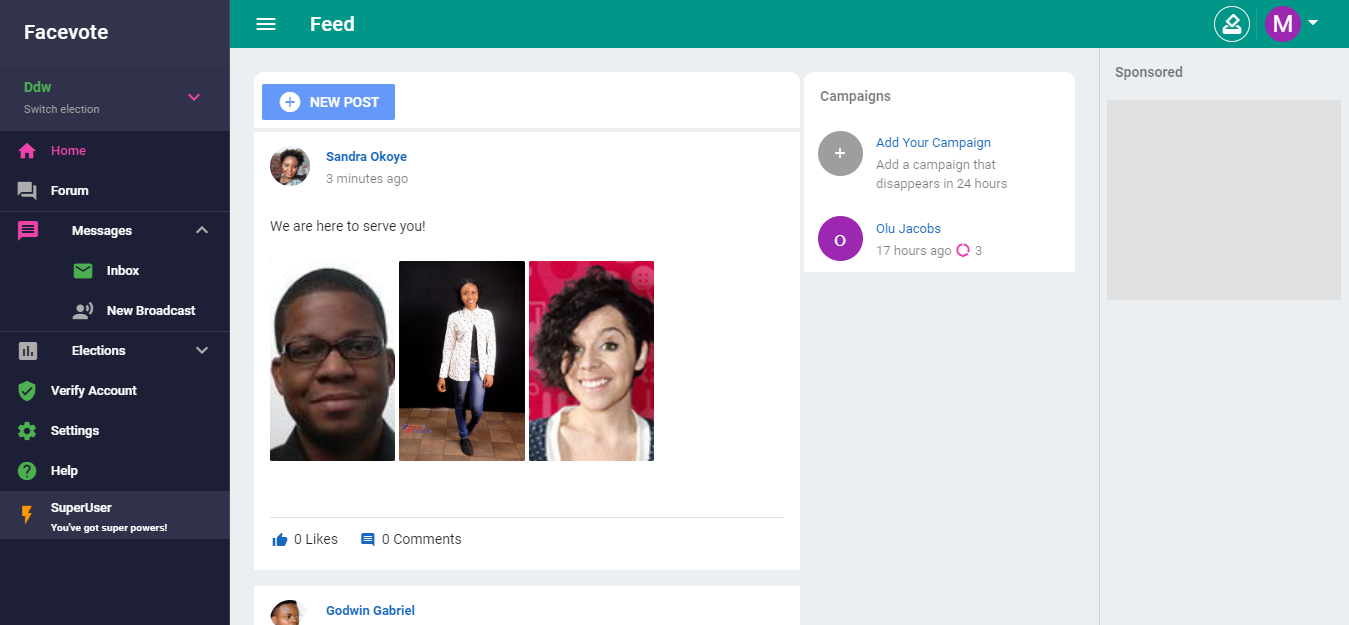 Facevote
Ddw
Switch election
Home
Forum
Messages
Inbox
New Broadcast
Elections
Verify Account
Settings
Help
SuperUser
You've got super powers!
Feed
M
NEW POST
Sandra Okoye
3 minutes ago
We are here to serve you!
0 Likes
0 Comments
Godwin Gabriel
Campaigns
Add Your Campaign
Add a campaign that
disappears in 24 hours
O
Olu Jacobs
17 hours ago 3
Sponsored